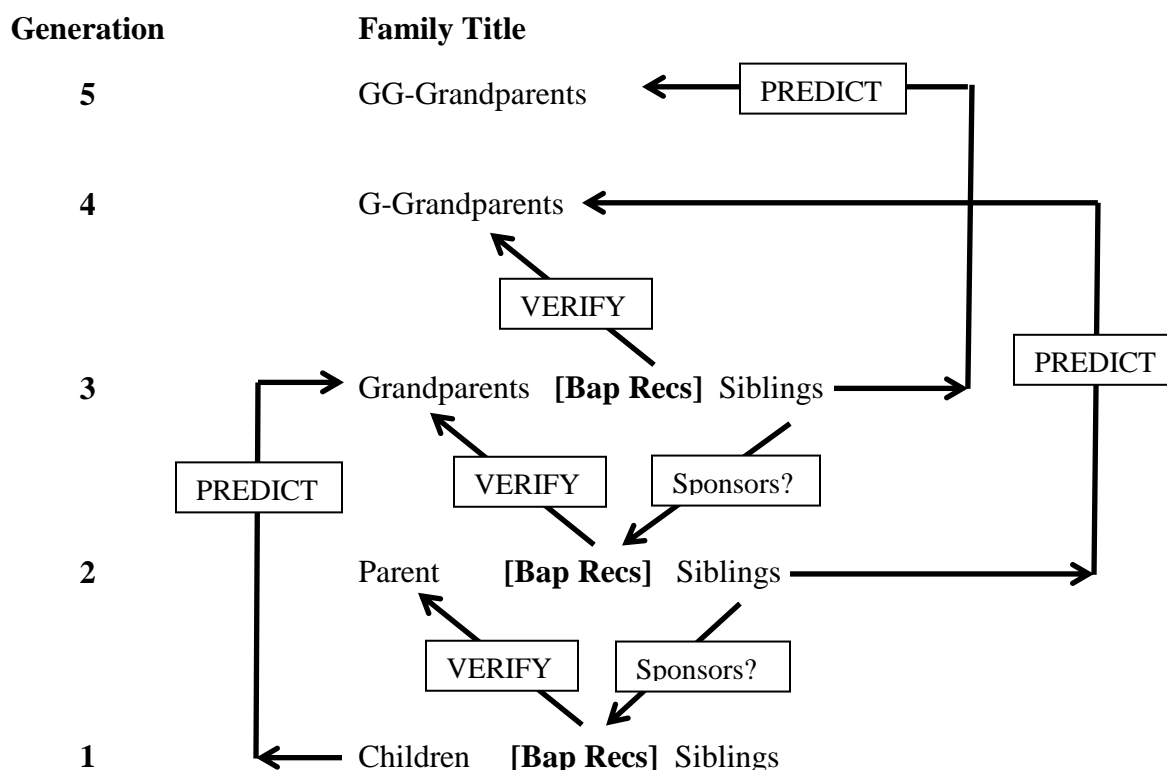 Generation Family Title
5 GG-Grandparents PREDICT
4 G-Grandparents
VERIFY
PREDICT
3 Grandparents [Bap Recs] Siblings
PREDICT VERIFY Sponsors?
2 Parent [Bap Recs] Siblings
VERIFY Sponsors?
1 Children [Bap Recs] Siblings